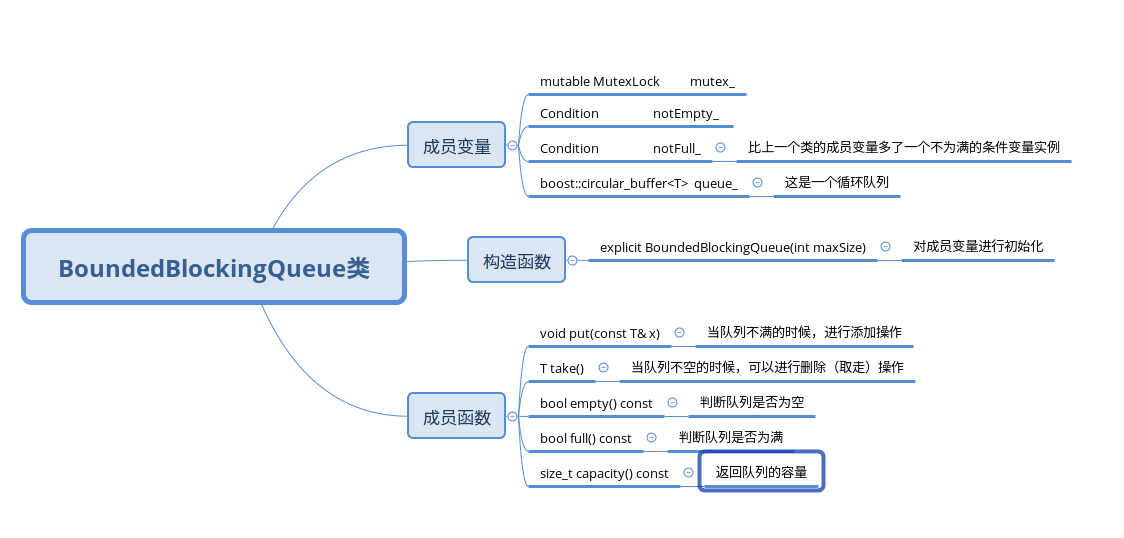 BoundedBlockingQueue类
成员变量
mutable MutexLock mutex_
Condition notEmpty_
Condition notFull_
比上一个类的成员变量多了一个不为满的条件变量实例
boost::circular_buffer<T> queue_
这是一个循环队列
构造函数
explicit BoundedBlockingQueue(int maxSize)
对成员变量进行初始化
成员函数
void put(const T& x)
当队列不满的时候，进行添加操作
T take()
当队列不空的时候，可以进行删除（取走）操作
bool empty() const
判断队列是否为空
bool full() const
判断队列是否为满
size_t capacity() const
返回队列的容量